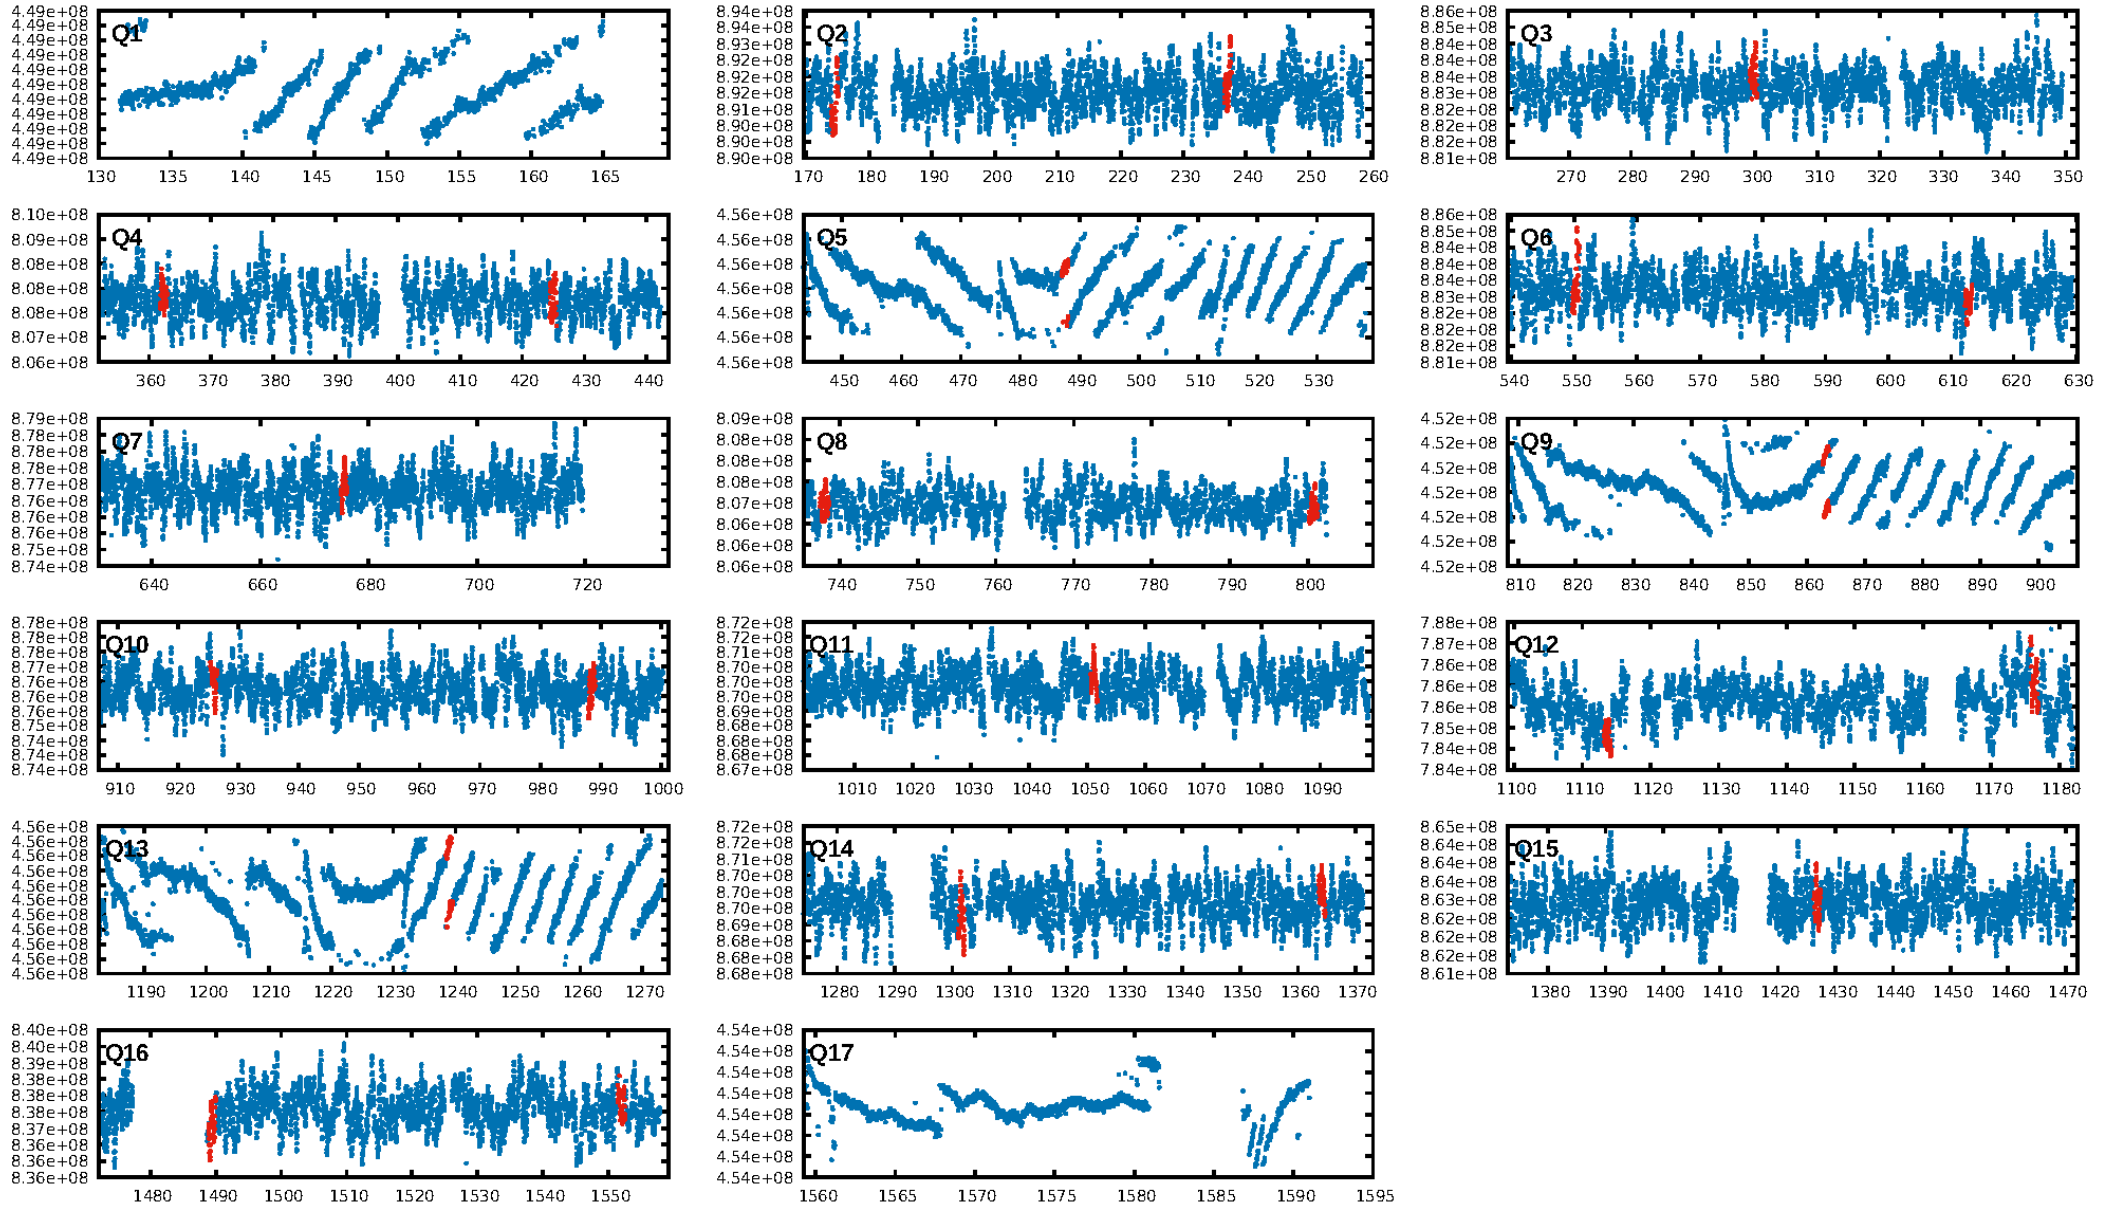 Q1
4.49e+08
4.49e+08
4.49e+08
4.49e+08
4.49e+08
4.49e+08
4.49e+08
4.49e+08
4.49e+08
4.49e+08
4.49e+08
130 135 140 145 150 155 160 165
Q2
8.94e+08
8.94e+08
8.93e+08
8.92e+08
8.92e+08
8.92e+08
8.91e+08
8.90e+08
8.90e+08
8.90e+08
170 180 190 200 210 220 230 240 250 260
Q3
8.86e+08
8.85e+08
8.84e+08
8.84e+08
8.84e+08
8.83e+08
8.82e+08
8.82e+08
8.82e+08
8.81e+08
270 280 290 300 310 320 330 340 350
Q4
8.10e+08
8.09e+08
8.08e+08
8.08e+08
8.08e+08
8.07e+08
8.06e+08
360 370 380 390 400 410 420 430 440
Q5
4.56e+08
4.56e+08
4.56e+08
4.56e+08
4.56e+08
4.56e+08
4.56e+08
450 460 470 480 490 500 510 520 530
Q6
8.86e+08
8.85e+08
8.84e+08
8.84e+08
8.84e+08
8.83e+08
8.82e+08
8.82e+08
8.82e+08
8.81e+08
540 550 560 570 580 590 600 610 620 630
Q7
8.79e+08
8.78e+08
8.78e+08
8.78e+08
8.77e+08
8.76e+08
8.76e+08
8.76e+08
8.75e+08
8.74e+08
640 660 680 700 720
Q8
8.09e+08
8.08e+08
8.08e+08
8.08e+08
8.07e+08
8.06e+08
8.06e+08
8.06e+08
740 750 760 770 780 790 800
Q9
4.52e+08
4.52e+08
4.52e+08
4.52e+08
4.52e+08
4.52e+08
4.52e+08
810 820 830 840 850 860 870 880 890 900
Q10
8.78e+08
8.78e+08
8.77e+08
8.76e+08
8.76e+08
8.76e+08
8.75e+08
8.74e+08
8.74e+08
8.74e+08
910 920 930 940 950 960 970 980 990 1000
Q11
8.72e+08
8.72e+08
8.71e+08
8.70e+08
8.70e+08
8.70e+08
8.69e+08
8.68e+08
8.68e+08
8.67e+08
1010 1020 1030 1040 1050 1060 1070 1080 1090
Q12
7.88e+08
7.87e+08
7.86e+08
7.86e+08
7.86e+08
7.85e+08
7.84e+08
7.84e+08
1100 1110 1120 1130 1140 1150 1160 1170 1180
Q13
4.56e+08
4.56e+08
4.56e+08
4.56e+08
4.56e+08
4.56e+08
4.56e+08
4.56e+08
4.56e+08
4.56e+08
4.56e+08
1190 1200 1210 1220 1230 1240 1250 1260 1270
Q14
8.72e+08
8.72e+08
8.71e+08
8.70e+08
8.70e+08
8.70e+08
8.69e+08
8.68e+08
8.68e+08
8.68e+08
1280 1290 1300 1310 1320 1330 1340 1350 1360 1370
Q15
8.65e+08
8.64e+08
8.64e+08
8.64e+08
8.63e+08
8.62e+08
8.62e+08
8.62e+08
8.61e+08
1380 1390 1400 1410 1420 1430 1440 1450 1460 1470
Q16
8.40e+08
8.40e+08
8.39e+08
8.38e+08
8.38e+08
8.38e+08
8.37e+08
8.36e+08
8.36e+08
8.36e+08
1480 1490 1500 1510 1520 1530 1540 1550
Q17
4.54e+08
4.54e+08
4.54e+08
4.54e+08
4.54e+08
4.54e+08
4.54e+08
4.54e+08
1560 1565 1570 1575 1580 1585 1590 1595